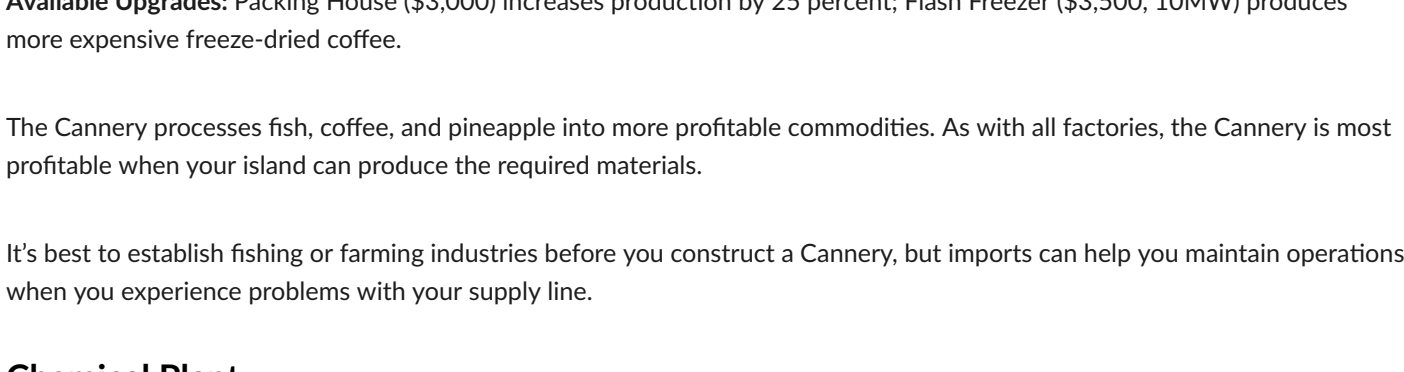 Available Upgrades: Packing House ($3,000) increases production by 25 percent; Flash Freezer ($3,500, 10MW) produces
more expensive freeze-dried coffee.
The Cannery processes fish, coffee, and pineapple into more profitable commodities. As with all factories, the Cannery is most
profitable when your island can produce the required materials.
It’s best to establish fishing or farming industries before you construct a Cannery, but imports can help you maintain operations
when you experience problems with your supply line.
Chemical Plant